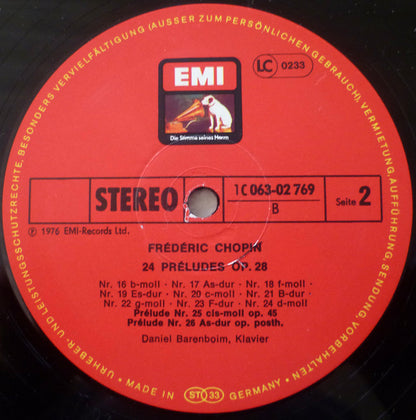 URHEBER- UND LEISTUNGSSCHUTZRECHTE, BESONDERS VERVIELFÄLTIGUNG (AUSSER ZUM PERSÖNLICHEN GEBRAUCH), VERMIETUNG, AUFFÜHRUNG, SENDUNG, VORBEHALTEN
EMI
LC 0233
Die Stimme seines Herrn
STEREO
1C 063-02 769
B
Seite 2
℗ 1976 EMI-Records Ltd.
FRÉDÉRIC CHOPIN
24 PRÉLUDES OP. 28
Nr. 16 b-moll · Nr. 17 As-dur · Nr. 18 f-moll ·
Nr. 19 Es-dur · Nr. 20 c-moll · Nr. 21 B-dur ·
Nr. 22 g-moll · Nr. 23 F-dur · Nr. 24 d-moll
Prélude Nr. 25 cis-moll op. 45
Prélude Nr. 26 As-dur op. posth.
Daniel Barenboim, Klavier
· MADE IN ST 33 GERMANY ·